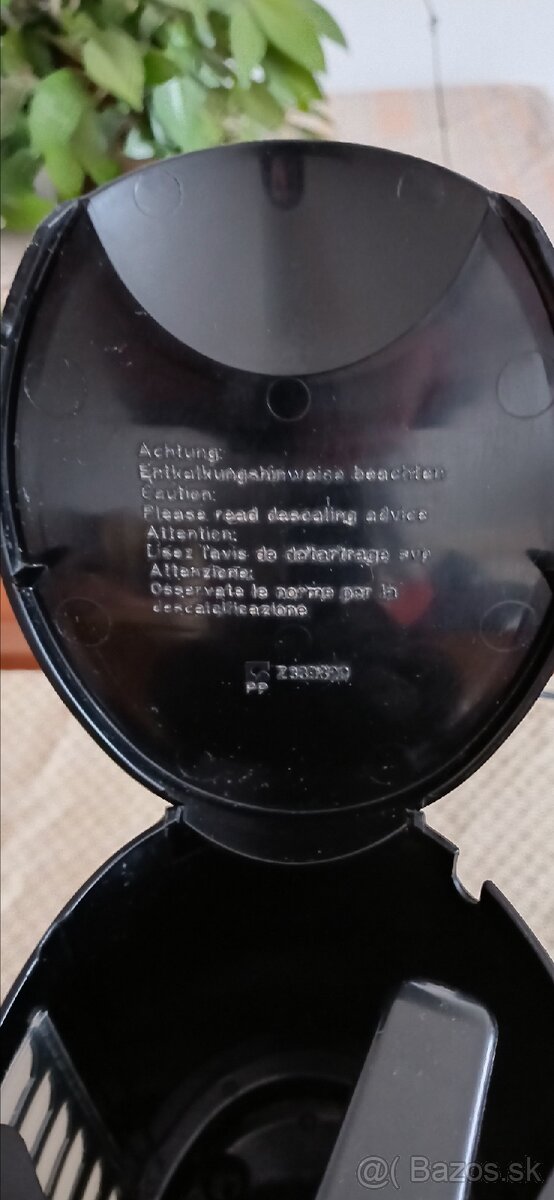 Achtung:
Entkalkungshinweise beachten
Caution:
Please read descaling advice
Attention:
Lisez l'avis de detartrage svp
Attenzione:
Osservate le norme per la
decalcificazione
PP
@( Bazos.sk